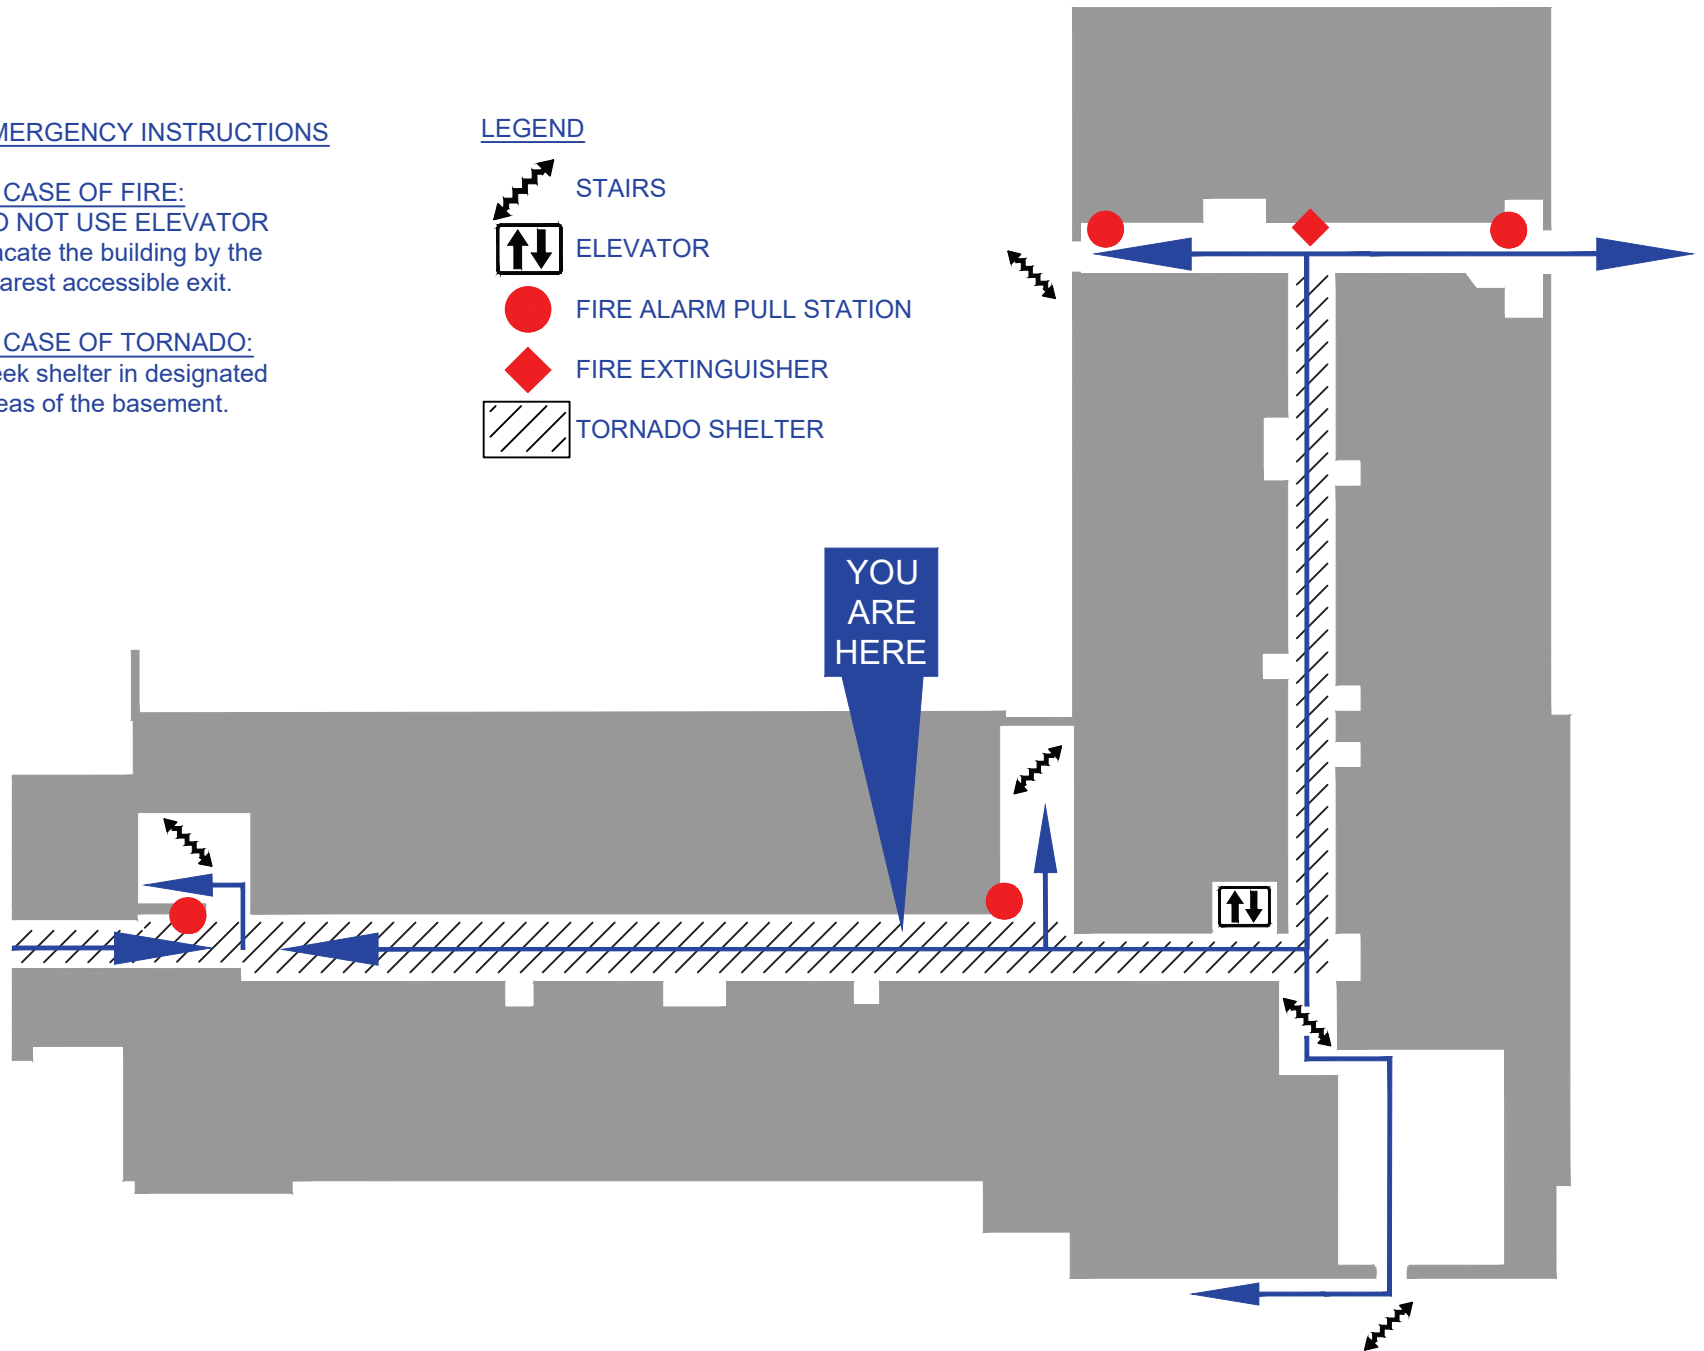 MERGENCY INSTRUCTIONS
CASE OF FIRE:
NOT USE ELEVATOR
acate the building by the
arest accessible exit.
CASE OF TORNADO:
eek shelter in designated
eas of the basement.
LEGEND
STAIRS
ELEVATOR
FIRE ALARM PULL STATION
FIRE EXTINGUISHER
TORNADO SHELTER
YOU
ARE
HERE